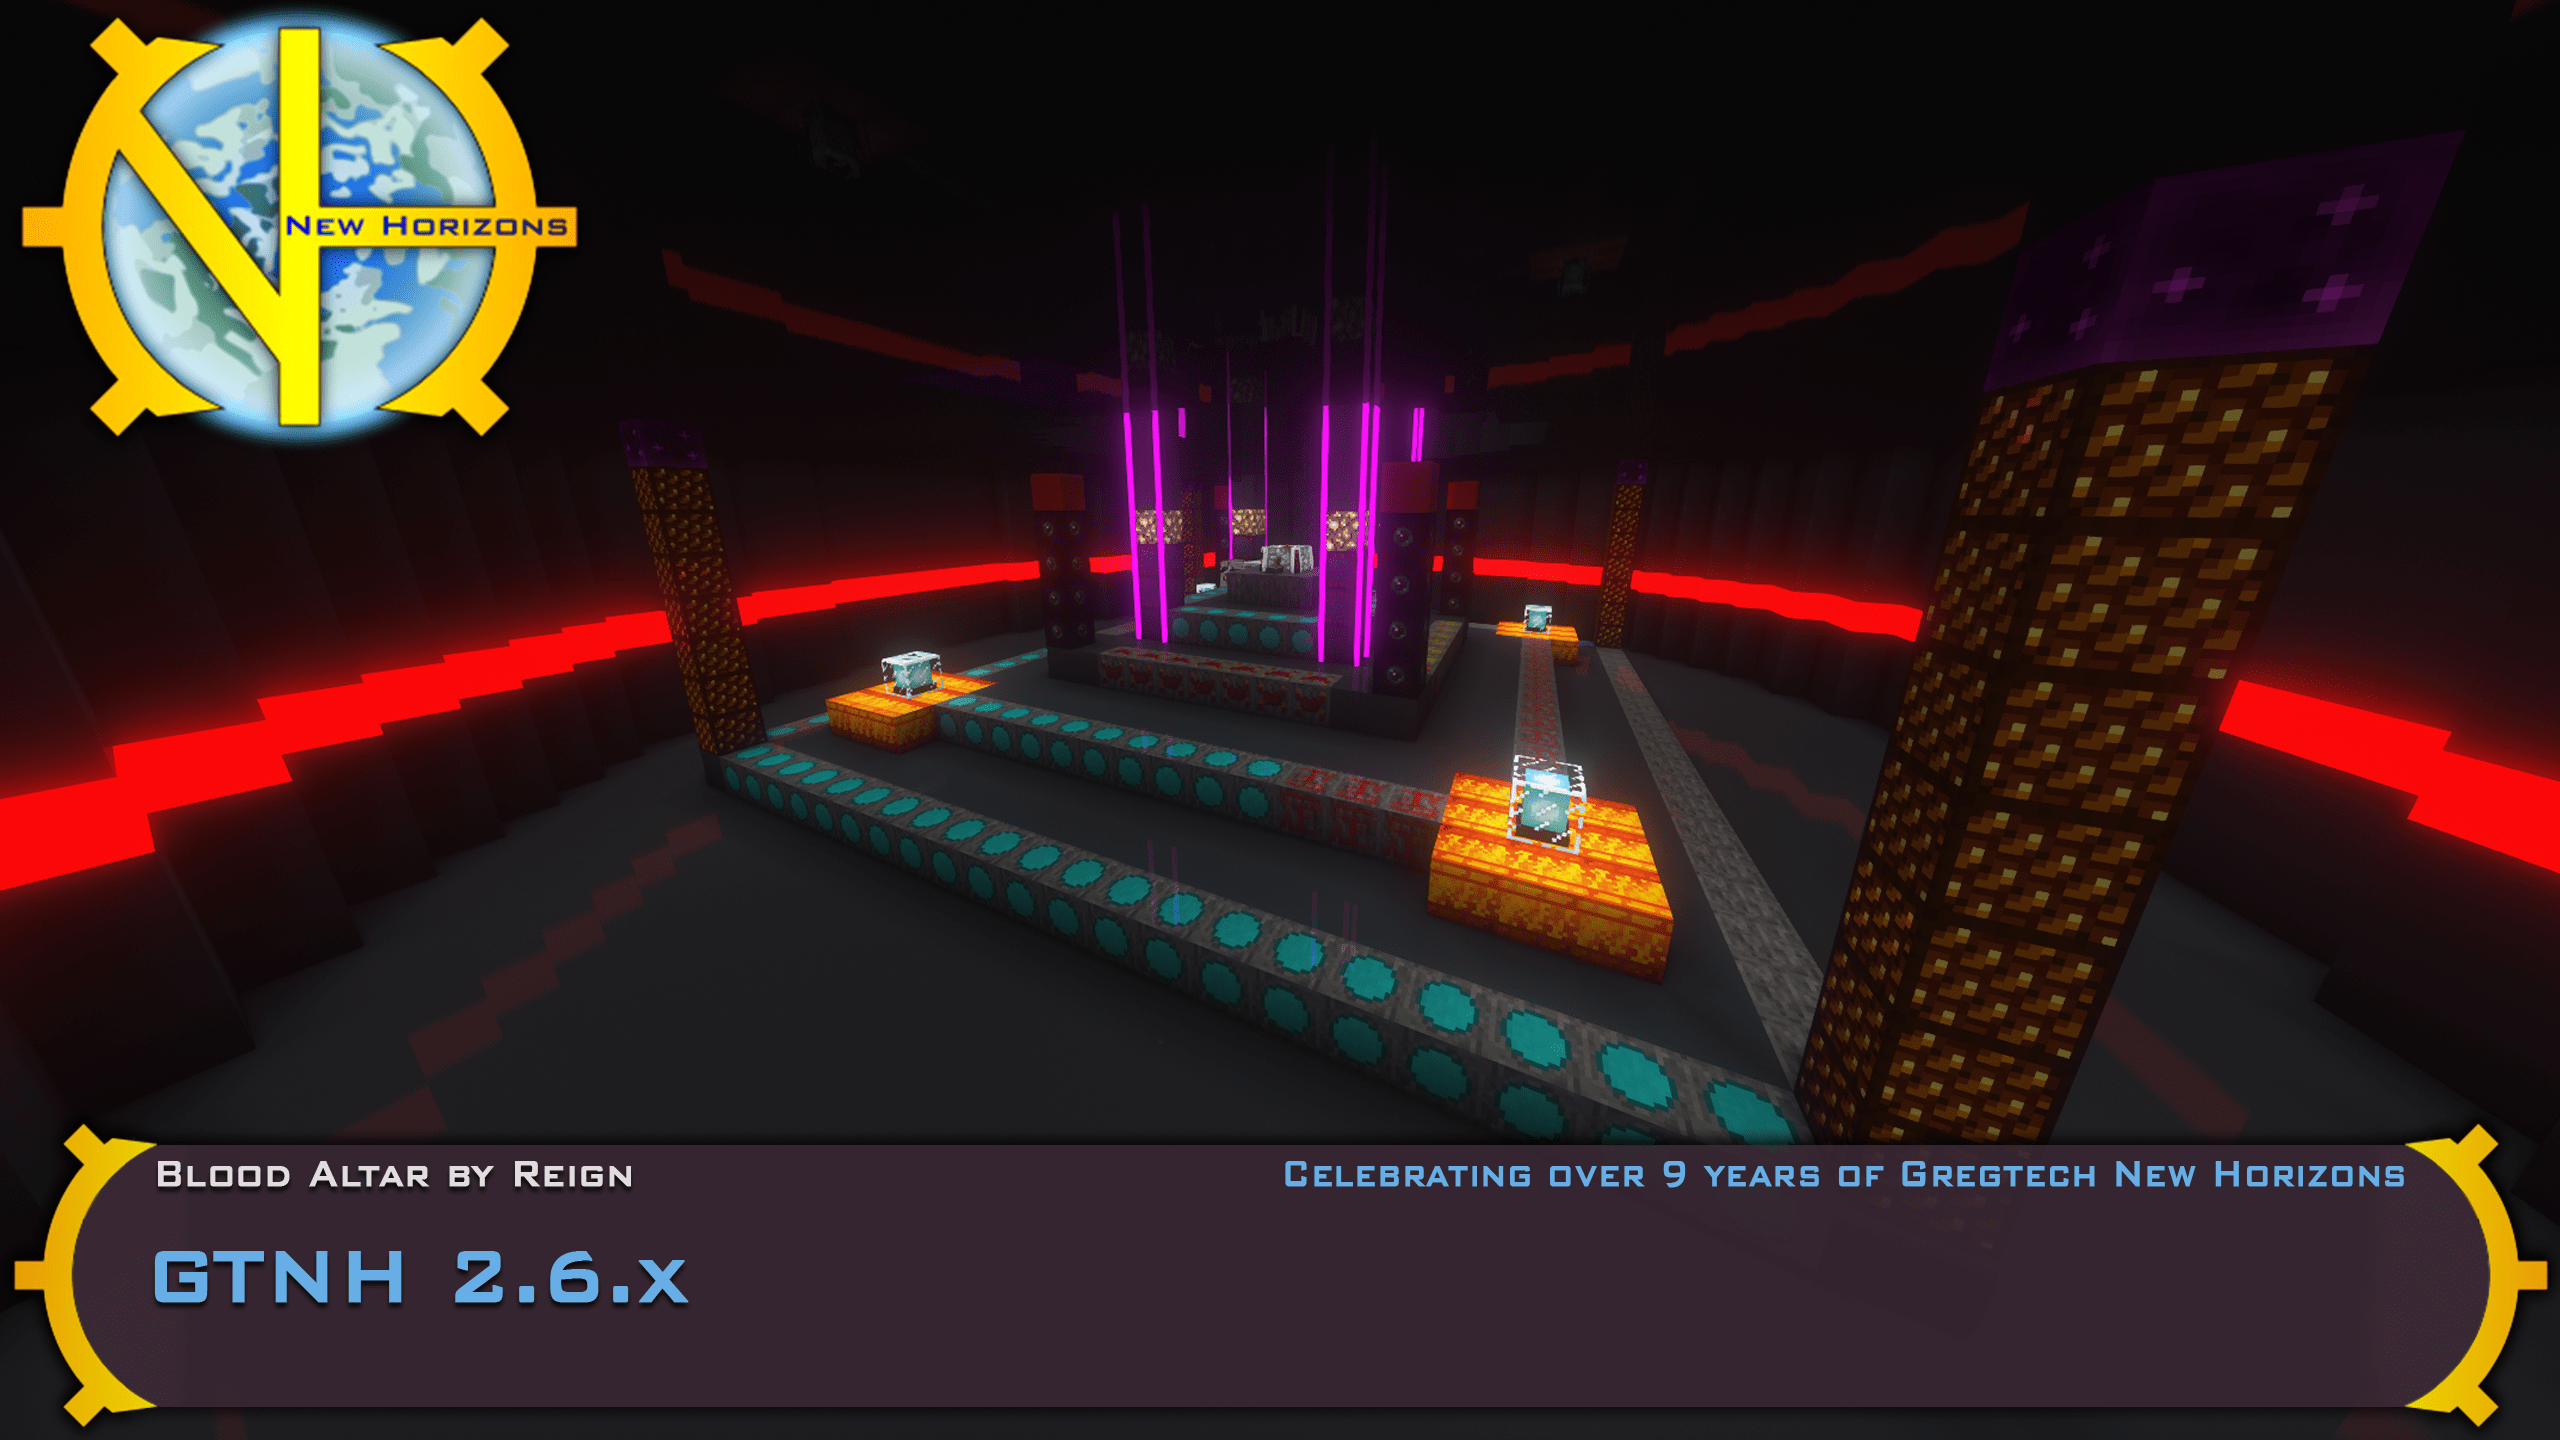 New Horizons
Blood Altar by Reign
Celebrating over 9 years of Gregtech New Horizons
GTNH 2.6.x